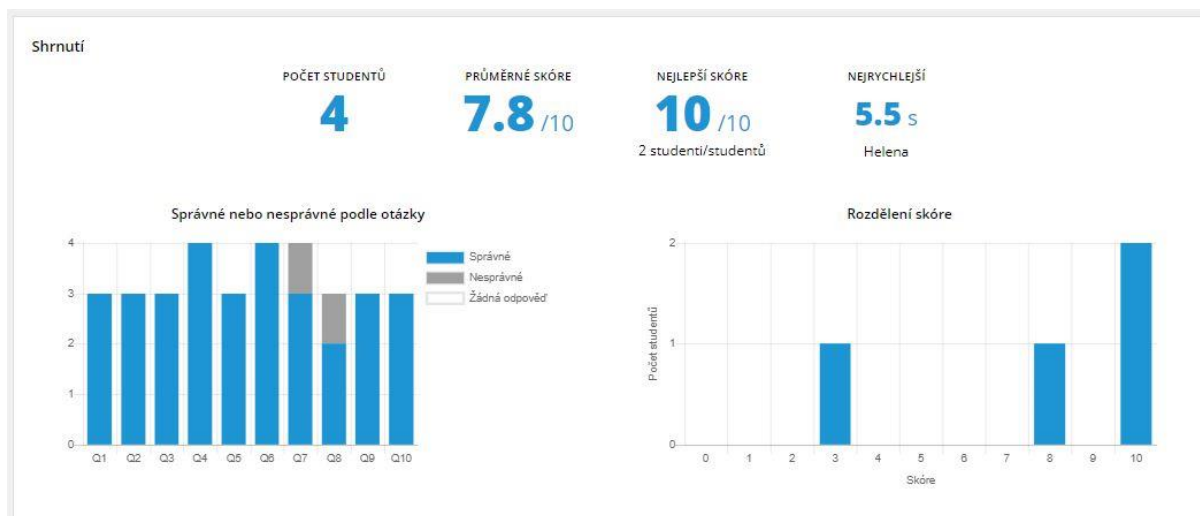 Shrnutí
POČET STUDENTŮ
4
PRŮMĚRNÉ SKÓRE
7.8 /10
NEJLEPŠÍ SKÓRE
10 /10
2 studenti/studentů
NEJRYCHLEJŠÍ
5.5 s
Helena
Správné nebo nesprávné podle otázky
4
3
2
1
0
Q1 Q2 Q3 Q4 Q5 Q6 Q7 Q8 Q9 Q10
Správné
Nesprávné
Žádná odpověď
Rozdělení skóre
Počet studentů
2
1
0
0 1 2 3 4 5 6 7 8 9 10
Skóre